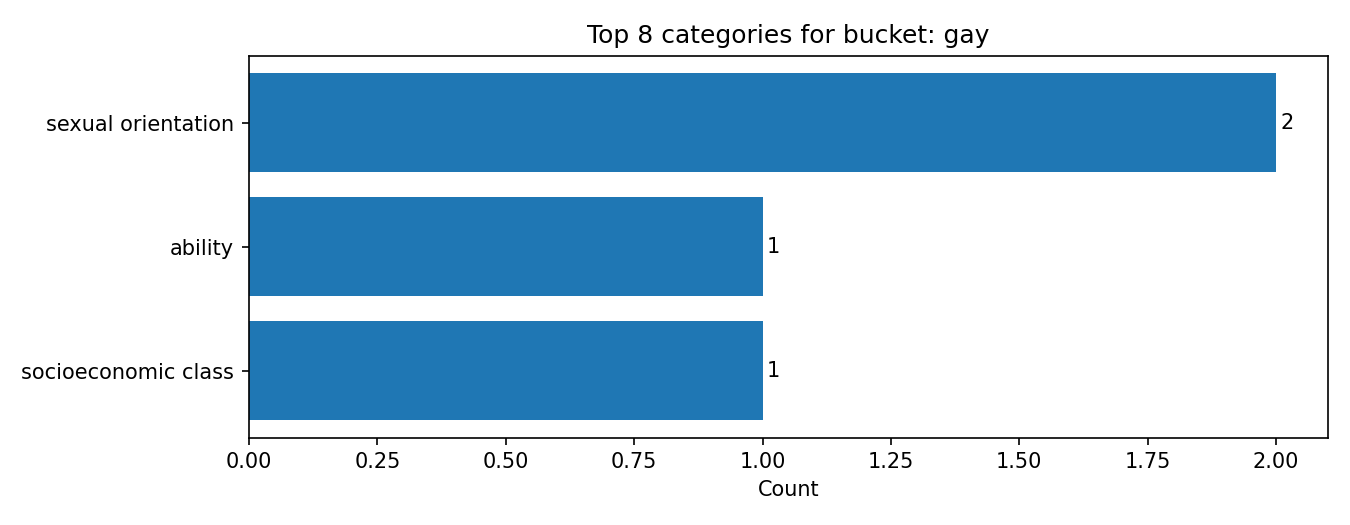 Top 8 categories for bucket: gay
sexual orientation
2
ability
1
socioeconomic class
1
0.00 0.25 0.50 0.75 1.00 1.25 1.50 1.75 2.00
Count